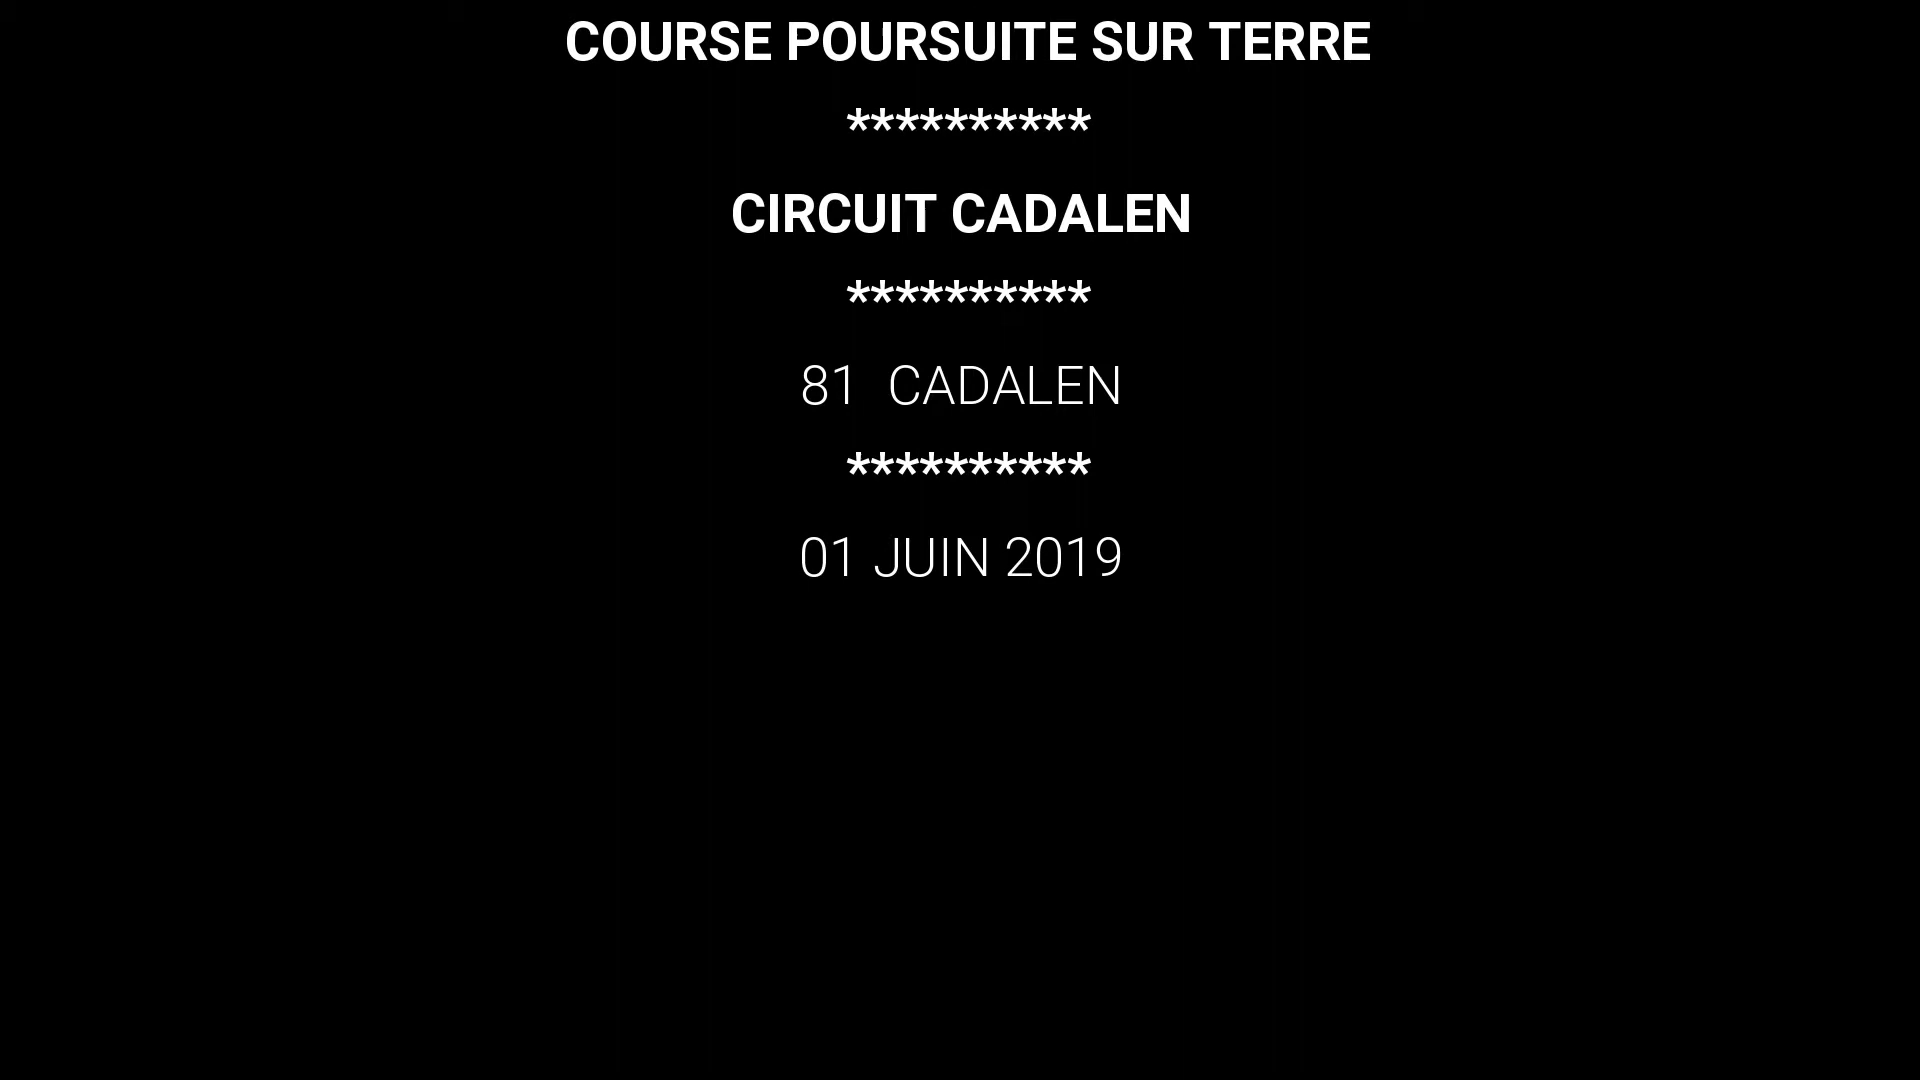 COURSE POURSUITE SUR TERRE
**********
CIRCUIT CADALEN
**********
81  CADALEN
**********
01 JUIN 2019